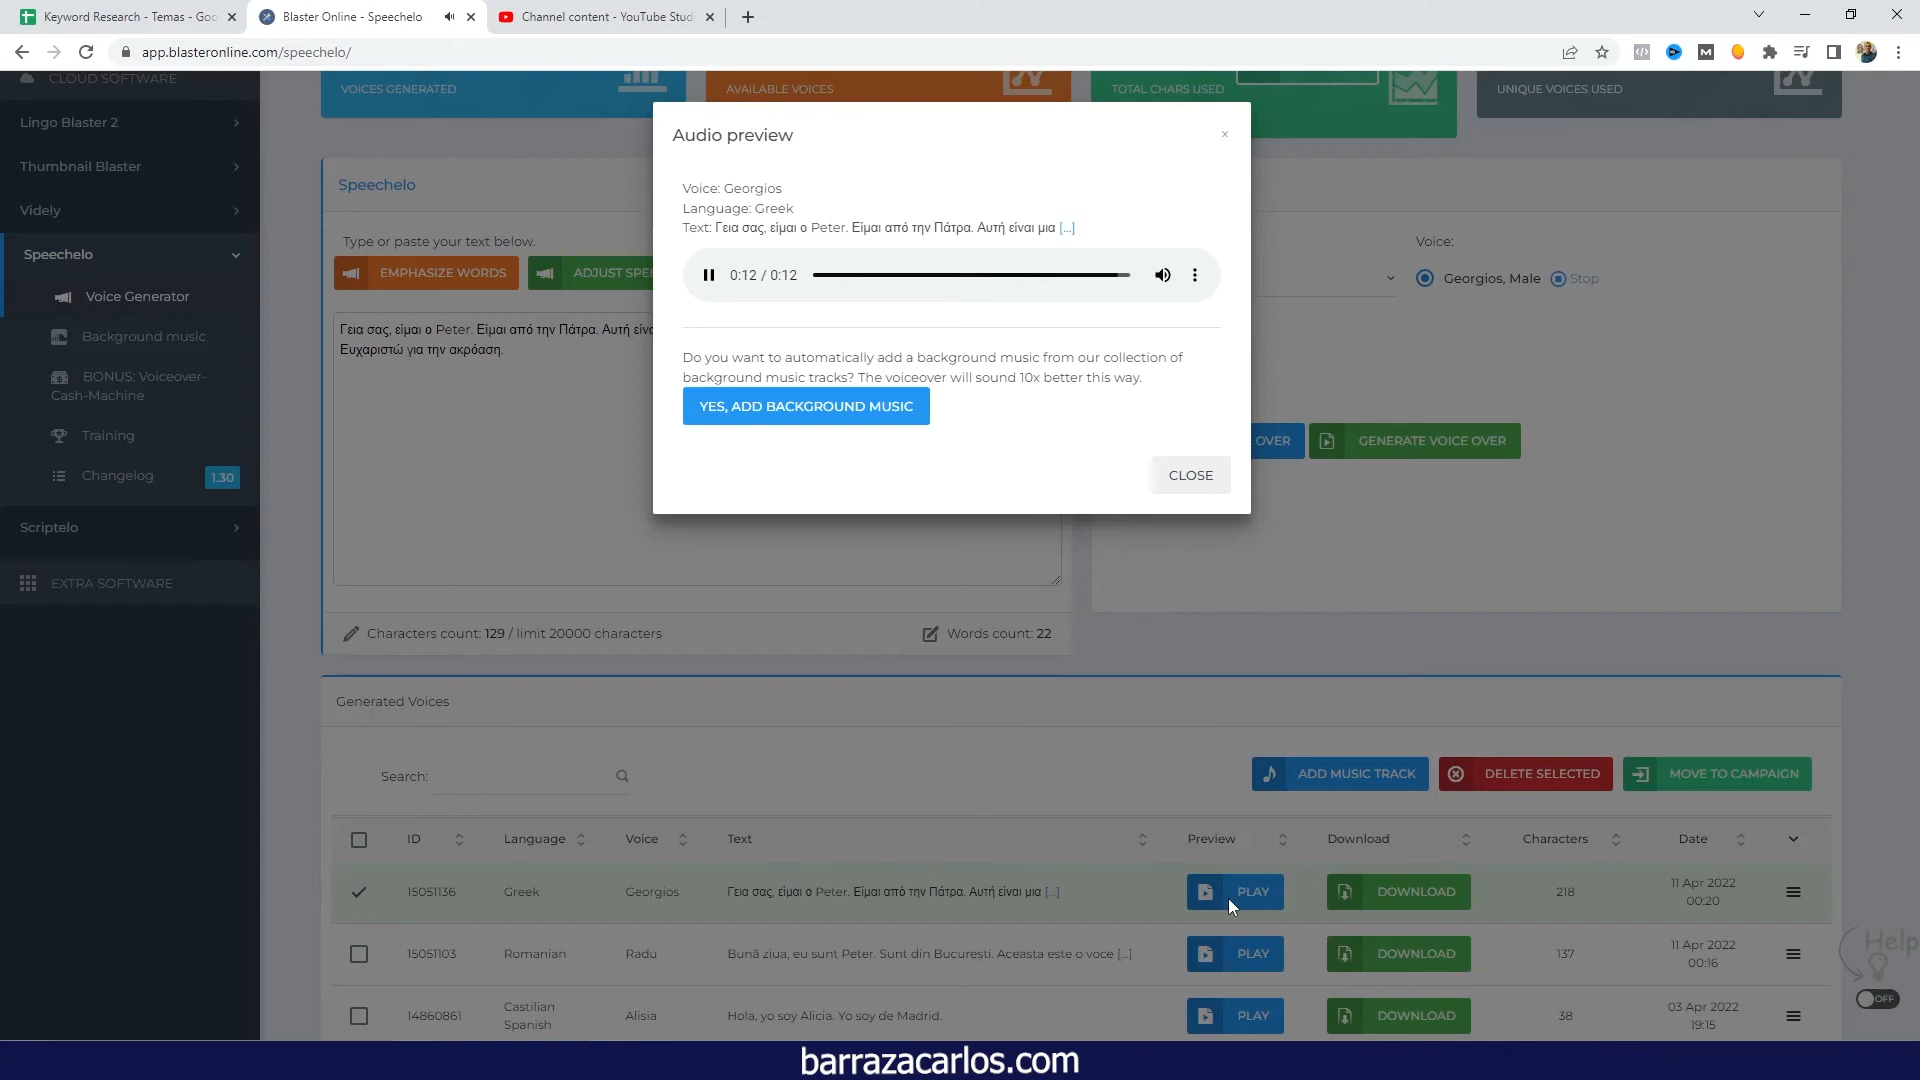 Keyword Research - Temas - Goo
Blaster Online - Speechelo
Channel content - YouTube Studi
app.blasteronline.com/speechelo/
CLOUD SOFTWARE
Lingo Blaster 2
Thumbnail Blaster
Videly
Speechelo
Voice Generator
Background music
BONUS: Voiceover-
Cash-Machine
Training
Changelog
1.30
Scriptelo
EXTRA SOFTWARE
VOICES GENERATED
AVAILABLE VOICES
TOTAL CHARS USED
UNIQUE VOICES USED
Speechelo
Type or paste your text below.
EMPHASIZE WORDS
ADJUST SPE
Γεια σας, είμαι ο Peter. Είμαι από την Πάτρα. Αυτή είνα
Ευχαριστώ για την ακρόαση.
Characters count: 129 / limit 20000 characters
Words count: 22
Audio preview
×
Voice: Georgios
Language: Greek
Text: Γεια σας, είμαι ο Peter. Είμαι από την Πάτρα. Αυτή είναι μια [...]
0:12 / 0:12
Do you want to automatically add a background music from our collection of
background music tracks? The voiceover will sound 10x better this way.
YES, ADD BACKGROUND MUSIC
CLOSE
Voice:
Georgios, Male
Stop
OVER
GENERATE VOICE OVER
Generated Voices
Search:
ADD MUSIC TRACK
DELETE SELECTED
MOVE TO CAMPAIGN
ID Language Voice Text Preview Download Characters Date
15051136 Greek Georgios Γεια σας, είμαι ο Peter. Είμαι από την Πάτρα. Αυτή είναι μια [...] PLAY DOWNLOAD 218 11 Apr 2022
00:20
15051103 Romanian Radu Bună ziua, eu sunt Peter. Sunt din București. Aceasta este o voce [...] PLAY DOWNLOAD 137 11 Apr 2022
00:16
14860861 Castilian
Spanish Alisia Hola, yo soy Alicia. Yo soy de Madrid. PLAY DOWNLOAD 38 03 Apr 2022
19:15
Help
OFF
barrazacarlos.com